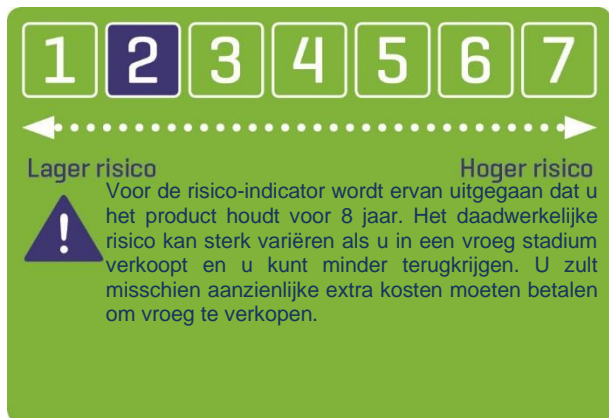 1 2 3 4 5 6 7
Lager risico Hoger risico
Voor de risico-indicator wordt ervan uitgegaan dat u
het product houdt voor 8 jaar. Het daadwerkelijke
risico kan sterk variëren als u in een vroeg stadium
verkoopt en u kunt minder terugkrijgen. U zult
misschien aanzienlijke extra kosten moeten betalen
om vroeg te verkopen.